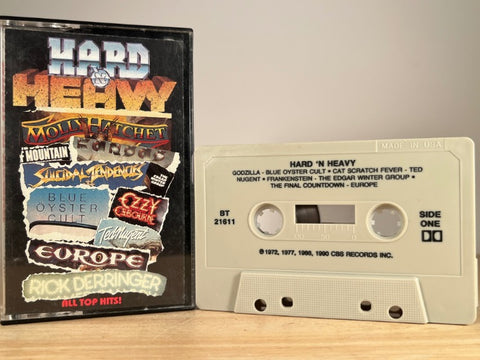 HARD
'N
HEAVY
MOLLY HATCHET
MOUNTAIN
SUICIDAL TENDENCIES
BLUE
OYSTER
CULT
OZZY
OSBOURNE
Ted Nugent
EUROPE
RICK DERRINGER
ALL TOP HITS!
MADE IN USA
HARD 'N HEAVY
GODZILLA - BLUE OYSTER CULT • CAT SCRATCH FEVER - TED
NUGENT • FRANKENSTEIN - THE EDGAR WINTER GROUP •
THE FINAL COUNTDOWN - EUROPE
BT
21611
SIDE
ONE
℗ 1972, 1977, 1986, 1990 CBS RECORDS INC.